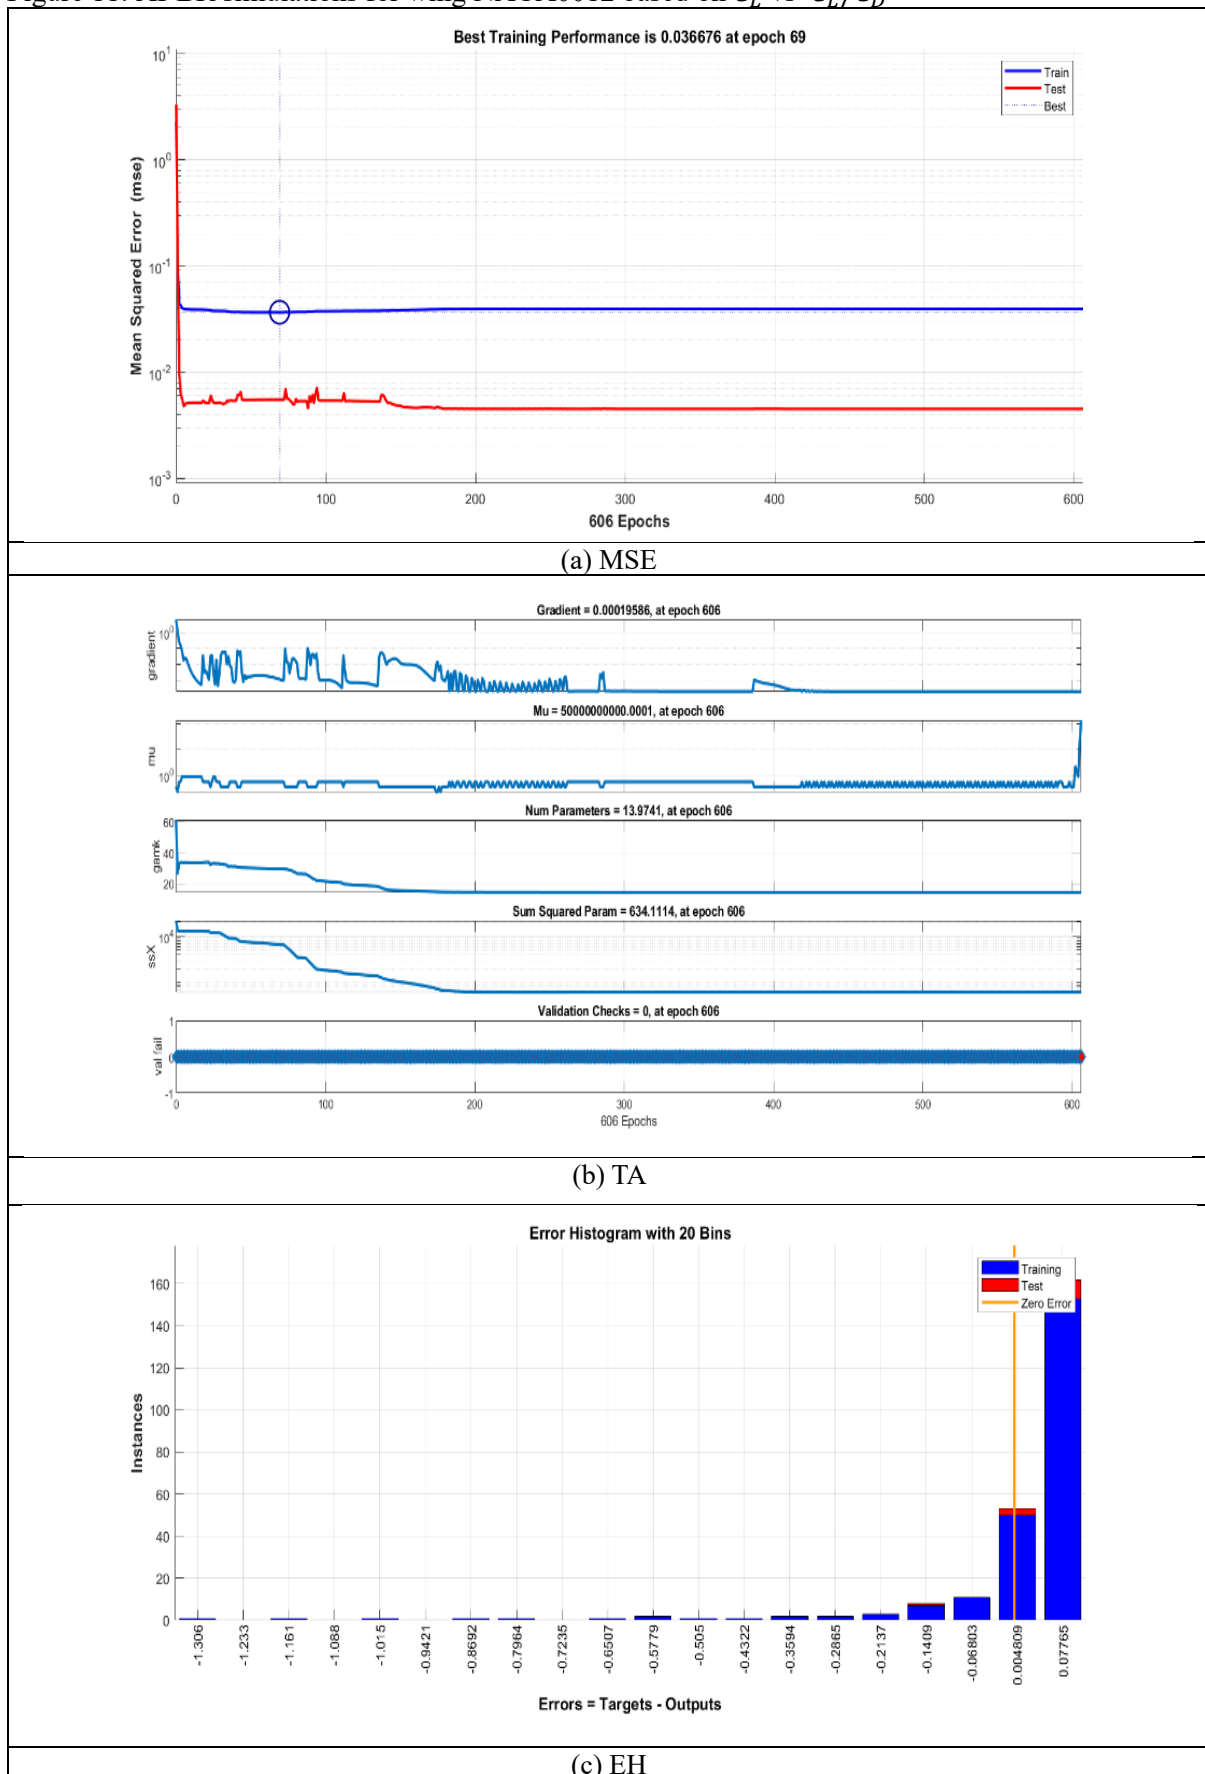 Best Training Performance is 0.036676 at epoch 69
Mean Squared Error (mse)
10^1
10^0
10^-1
10^-2
10^-3
Train
Test
Best
0 100 200 300 400 500 600
606 Epochs
(a) MSE
Gradient = 0.00019586, at epoch 606
gradient
10^0
Mu = 50000000000.0001, at epoch 606
mu
10^0
Num Parameters = 13.9741, at epoch 606
gamk
60
40
20
Sum Squared Param = 634.1114, at epoch 606
ssX
10^4
Validation Checks = 0, at epoch 606
val fail
1
0
-1
0 100 200 300 400 500 600
606 Epochs
(b) TA
Error Histogram with 20 Bins
Instances
160
140
120
100
80
60
40
20
0
Training
Test
Zero Error
-1.306 -1.233 -1.161 -1.088 -1.015 -0.9421 -0.8692 -0.7964 -0.7235 -0.6507 -0.5779 -0.505 -0.4322 -0.3594 -0.2865 -0.2137 -0.1409 -0.06803 0.004809 0.07765
Errors = Targets - Outputs
(c) EH